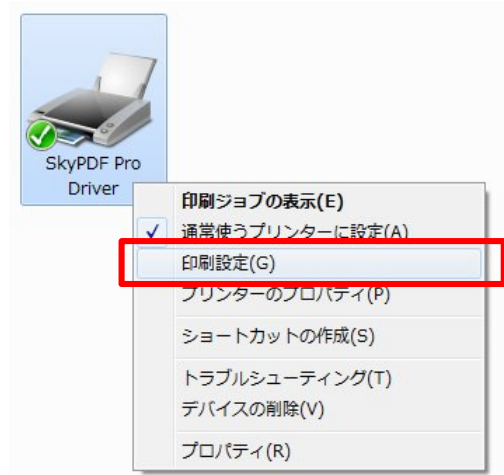 SkyPDF Pro
Driver
印刷ジョブの表示(E)
通常使うプリンターに設定(A)
印刷設定(G)
プリンターのプロパティ(P)
ショートカットの作成(S)
トラブルシューティング(T)
デバイスの削除(V)
プロパティ(R)